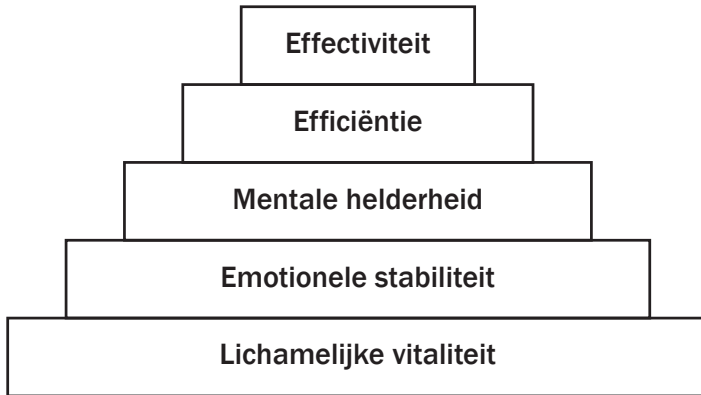 Effectiviteit
Efficiëntie
Mentale helderheid
Emotionele stabiliteit
Lichamelijke vitaliteit